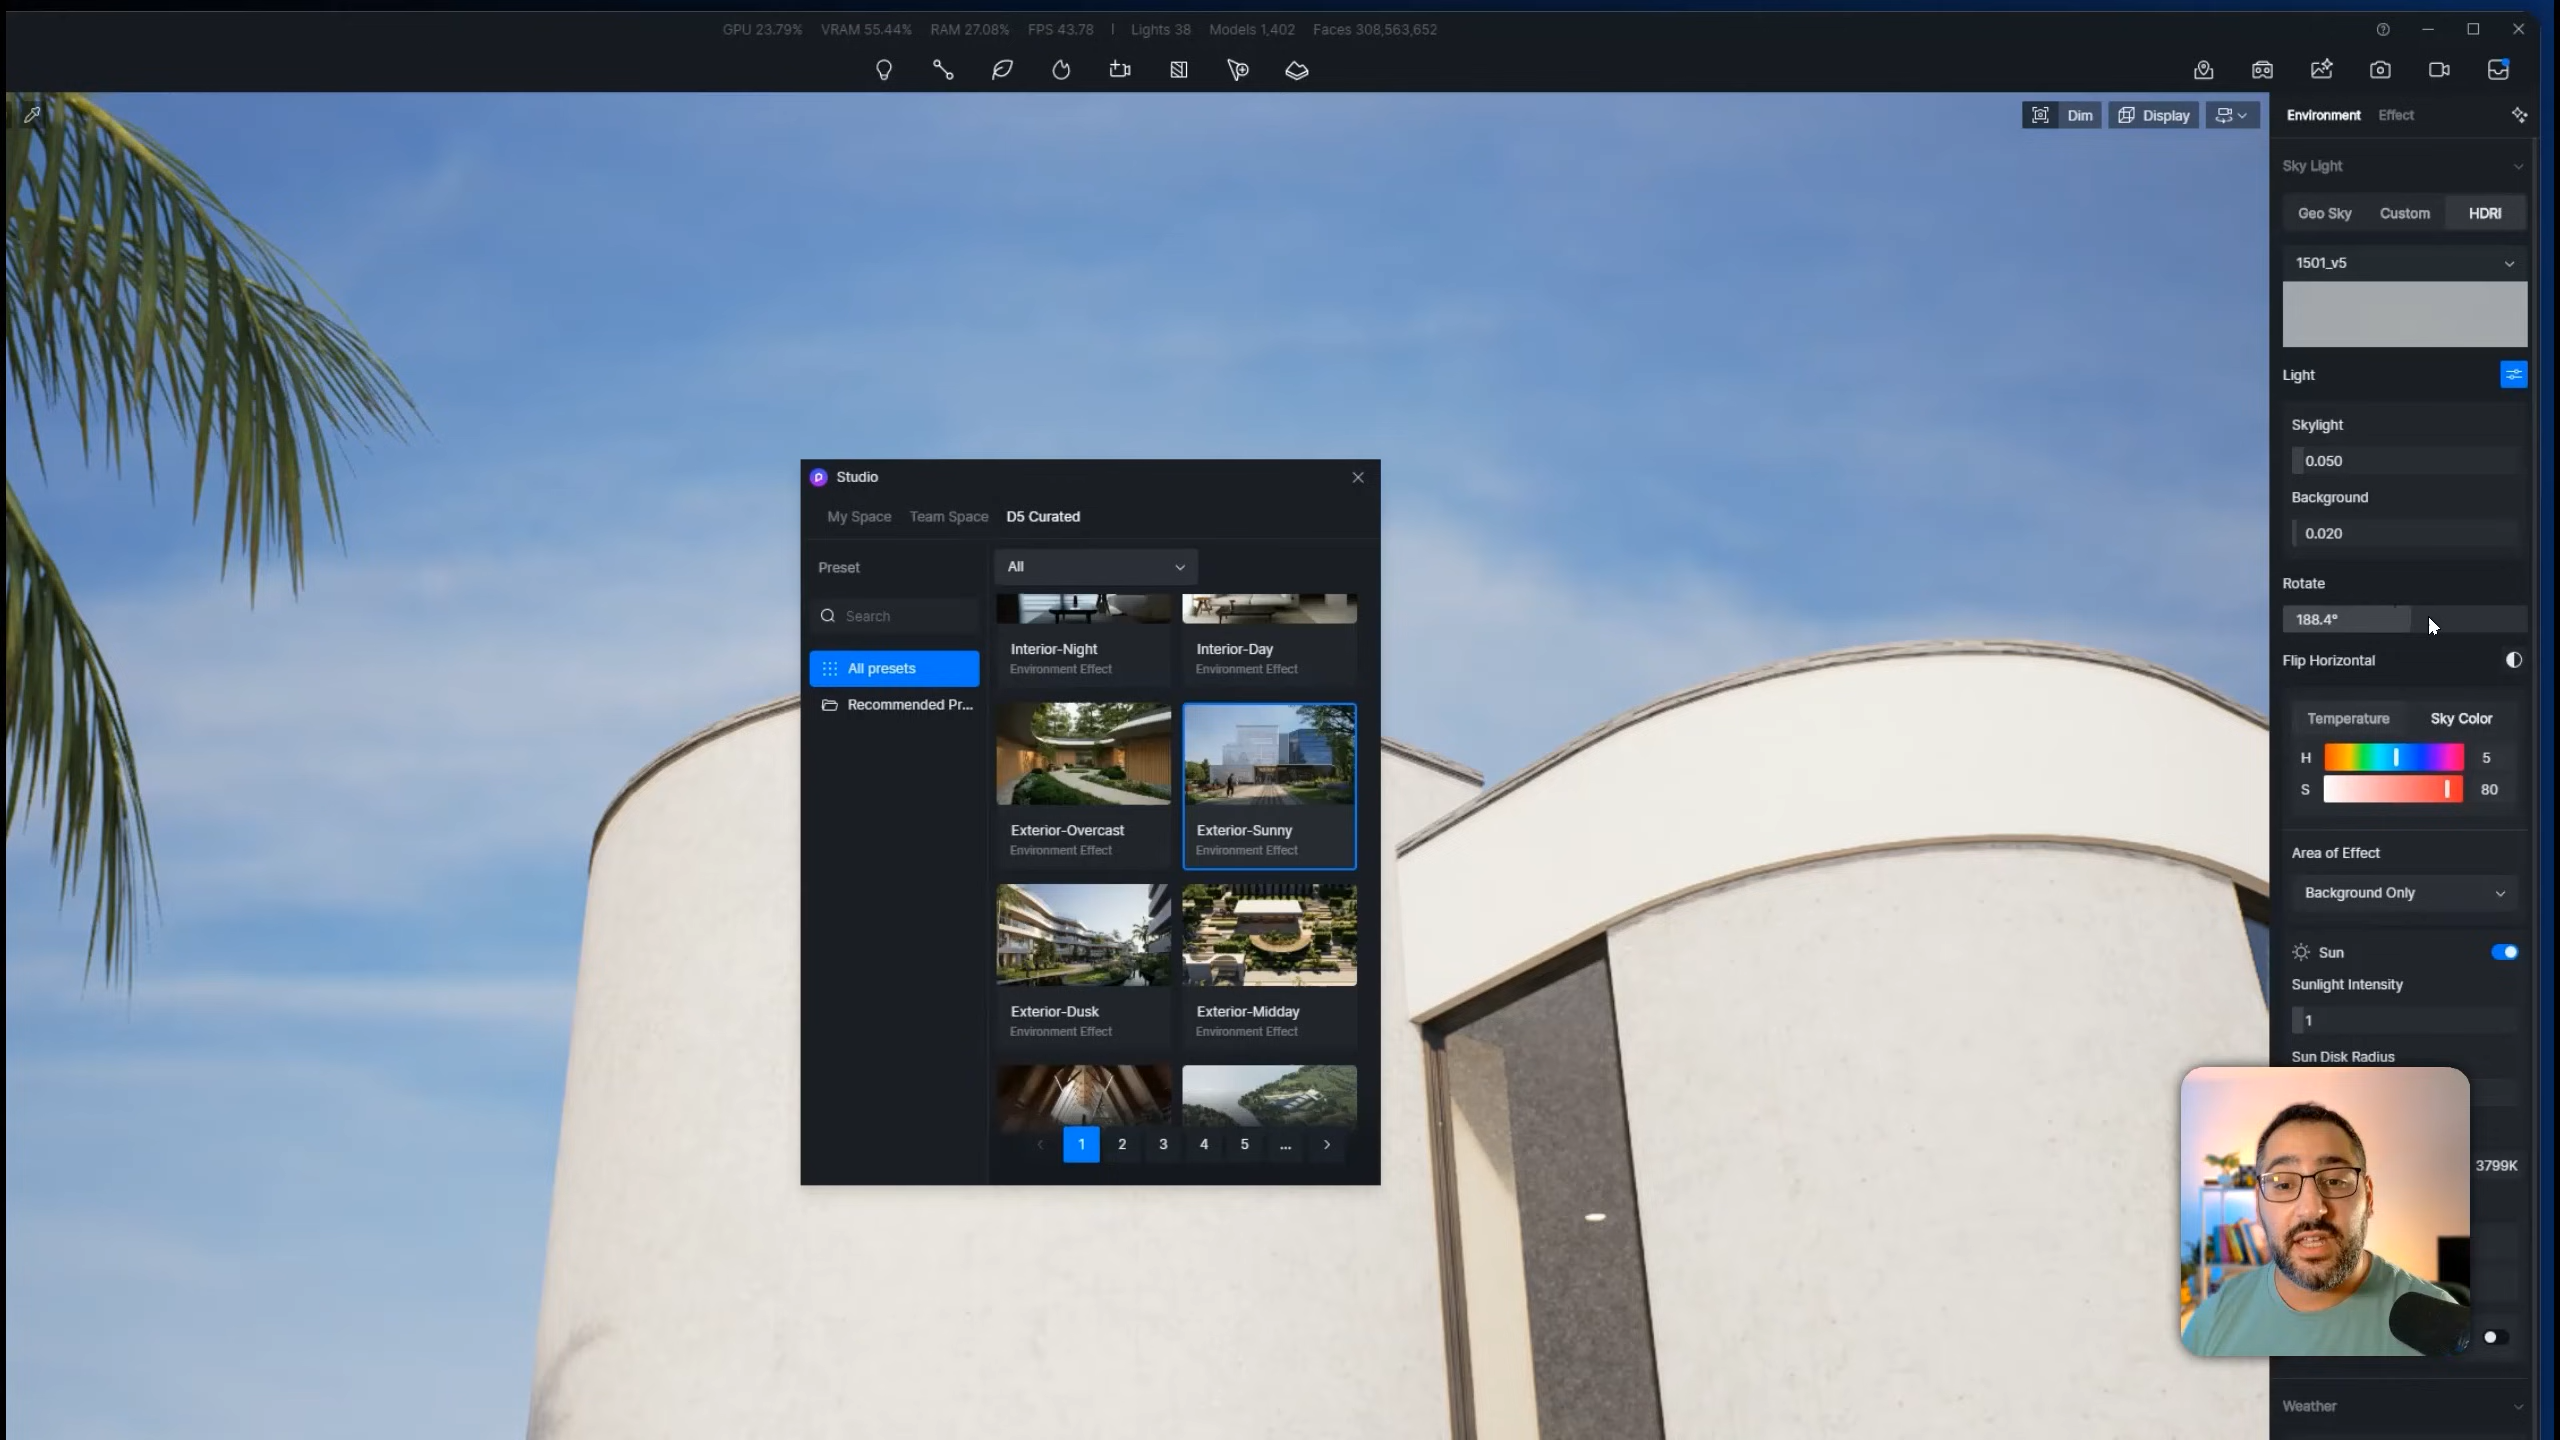 GPU 23.79% VRAM 55.44% RAM 27.08% FPS 43.78 | Lights 38 Models 1,402 Faces 308,563,652
Dim
Display
Environment Effect
Sky Light
Geo Sky Custom HDRI
1501_v5
Light
Skylight
0.050
Background
0.020
Rotate
188.4°
Flip Horizontal
Temperature Sky Color
H 5
S 80
Area of Effect
Background Only
Sun
Sunlight Intensity
1
Sun Disk Radius
3799K
Weather
Studio
My Space Team Space D5 Curated
Preset
Search
All presets
Recommended Pr...
All
Interior-Night
Environment Effect
Interior-Day
Environment Effect
Exterior-Overcast
Environment Effect
Exterior-Sunny
Environment Effect
Exterior-Dusk
Environment Effect
Exterior-Midday
Environment Effect
1 2 3 4 5 ...